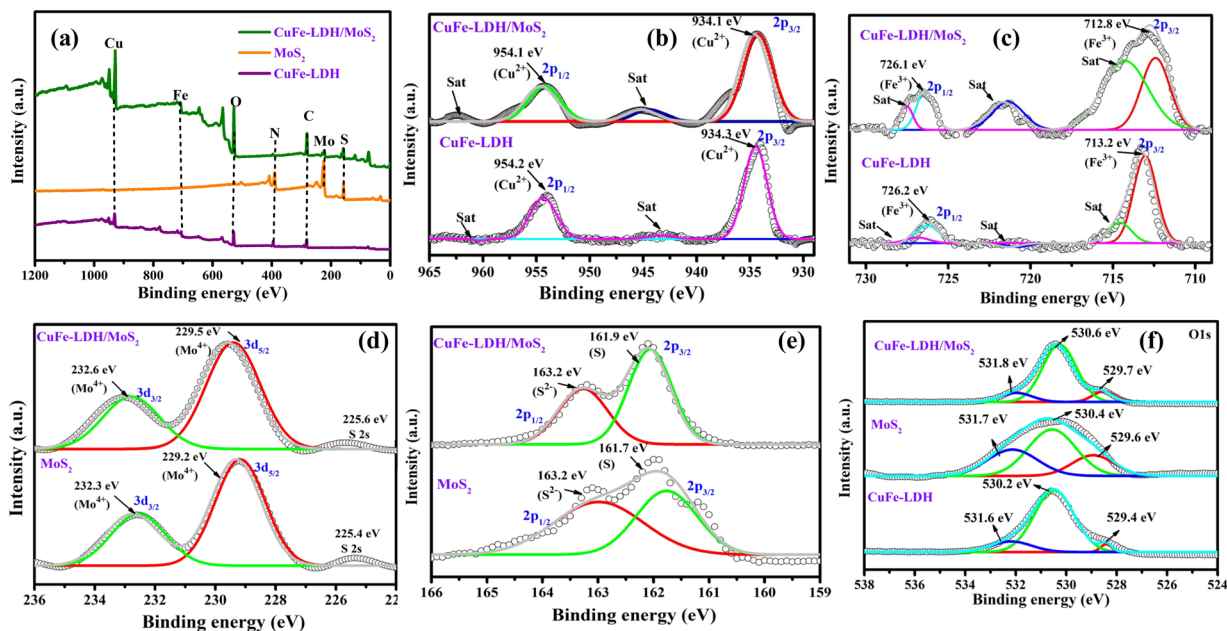 (a)
CuFe-LDH/MoS₂
MoS₂
CuFe-LDH
Cu
Fe
O
N
C
Mo
S
Intensity (a.u.)
1200 1000 800 600 400 200 0
Binding energy (eV)
(b)
CuFe-LDH/MoS₂
934.1 eV
2p₃/₂
(Cu²⁺)
954.1 eV
2p₁/₂
(Cu²⁺)
Sat
Sat
CuFe-LDH
934.3 eV
2p₃/₂
(Cu²⁺)
954.2 eV
2p₁/₂
(Cu²⁺)
Sat
Sat
Intensity (a.u.)
965 960 955 950 945 940 935 930
Binding energy (eV)
(c)
CuFe-LDH/MoS₂
712.8 eV
2p₃/₂
(Fe³⁺)
Sat
726.1 eV
(Fe³⁺)
2p₁/₂
Sat
Sat
CuFe-LDH
713.2 eV
2p₃/₂
(Fe³⁺)
726.2 eV
(Fe³⁺)
2p₁/₂
Sat
Sat
Sat
Intensity (a.u.)
730 725 720 715 710
Binding energy (eV)
(d)
CuFe-LDH/MoS₂
229.5 eV
(Mo⁴⁺)
3d₅/₂
232.6 eV
(Mo⁴⁺)
3d₃/₂
225.6 eV
S 2s
MoS₂
229.2 eV
(Mo⁴⁺)
3d₅/₂
232.3 eV
(Mo⁴⁺)
3d₃/₂
225.4 eV
S 2s
Intensity (a.u.)
236 233 231 229 227 225 22
Binding energy (eV)
(e)
CuFe-LDH/MoS₂
161.9 eV
(S)
2p₃/₂
163.2 eV
(S²⁻)
2p₁/₂
MoS₂
161.7 eV
(S)
2p₃/₂
163.2 eV
(S²⁻)
2p₁/₂
Intensity (a.u.)
166 165 164 163 162 161 160 159
Binding energy (eV)
(f)
O1s
CuFe-LDH/MoS₂
530.6 eV
531.8 eV
529.7 eV
MoS₂
530.4 eV
531.7 eV
529.6 eV
CuFe-LDH
530.2 eV
531.6 eV
529.4 eV
Intensity (a.u.)
538 536 534 532 530 528 526 524
Binding energy (eV)